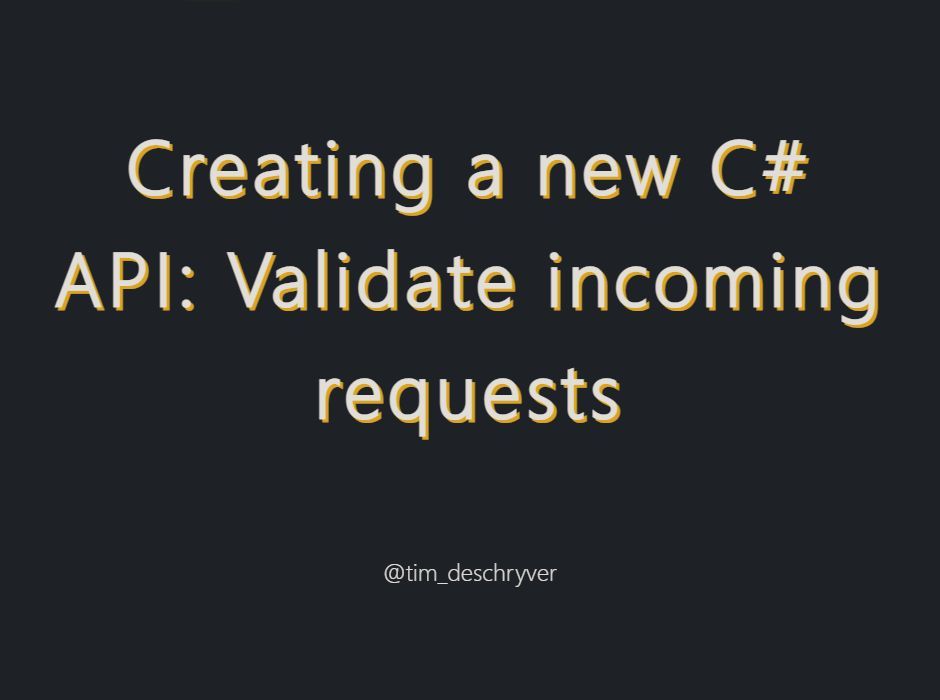 Creating a new C#
API: Validate incoming
requests
@tim_deschryver